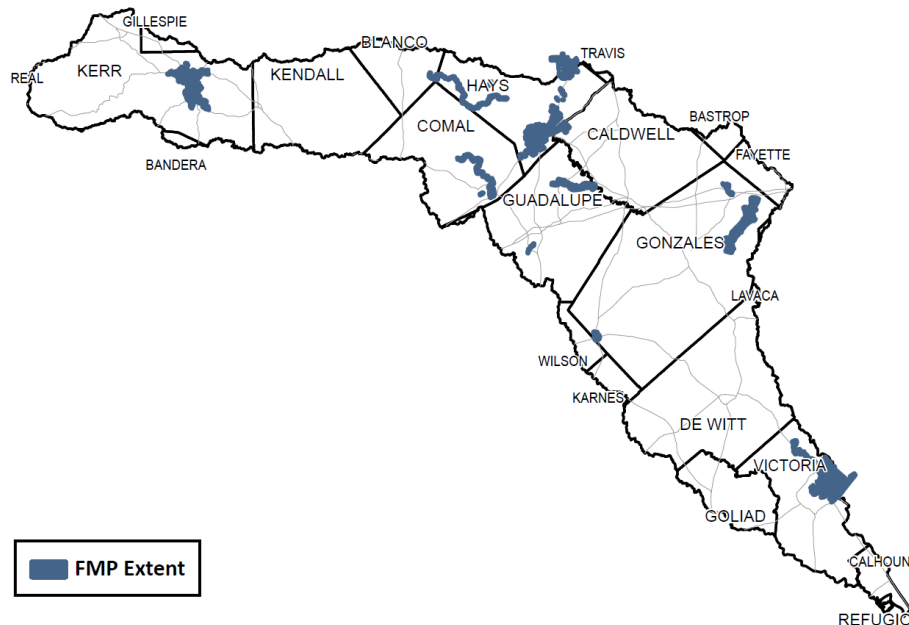 GILLESPIE
BLANCO
TRAVIS
REAL
KERR
KENDALL
HAYS
COMAL
BASTROP
CALDWELL
FAYETTE
BANDERA
GUADALUPE
GONZALES
LAVACA
WILSON
KARNES
DE WITT
VICTORIA
GOLIAD
CALHOUN
REFUGIO
FMP Extent